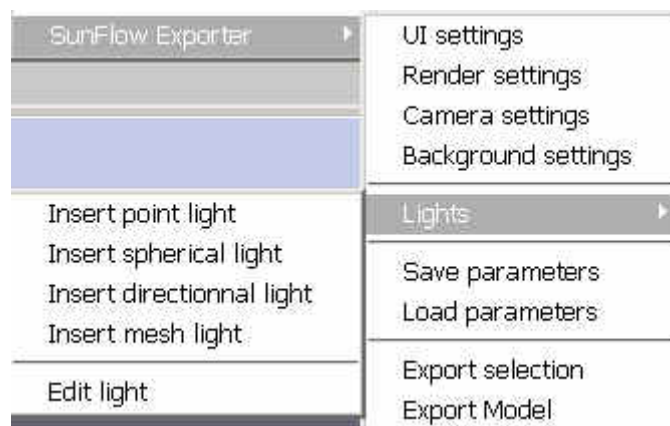 SunFlow Exporter
UI settings
Render settings
Camera settings
Background settings
Lights
Insert point light
Insert spherical light
Insert directionnal light
Insert mesh light
Edit light
Save parameters
Load parameters
Export selection
Export Model